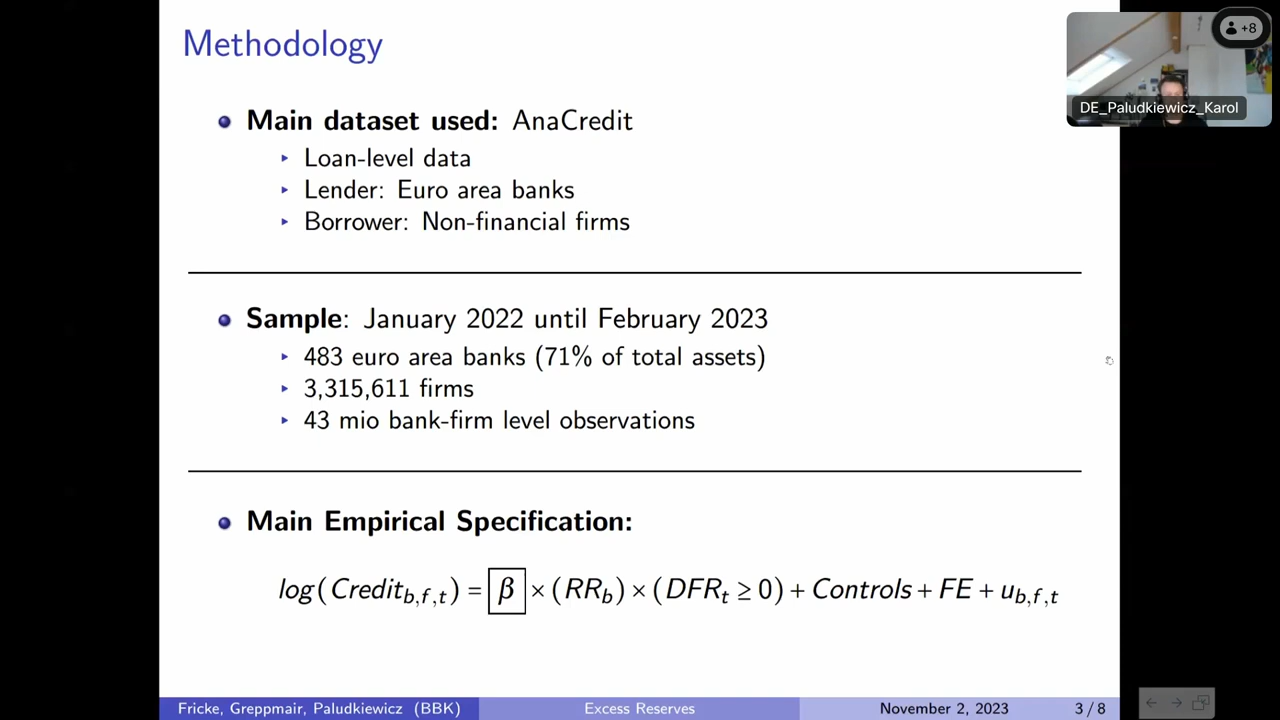 Methodology
+8
DE_Paludkiewicz_Karol
Main dataset used: AnaCredit
Loan-level data
Lender: Euro area banks
Borrower: Non-financial firms
Sample: January 2022 until February 2023
483 euro area banks (71% of total assets)
3,315,611 firms
43 mio bank-firm level observations
Main Empirical Specification:
log(Credit_{b,f,t}) = β × (RR_b) × (DFR_t ≥ 0) + Controls + FE + u_{b,f,t}
Fricke, Greppmair, Paludkiewicz (BBK) Excess Reserves November 2, 2023 3 / 8